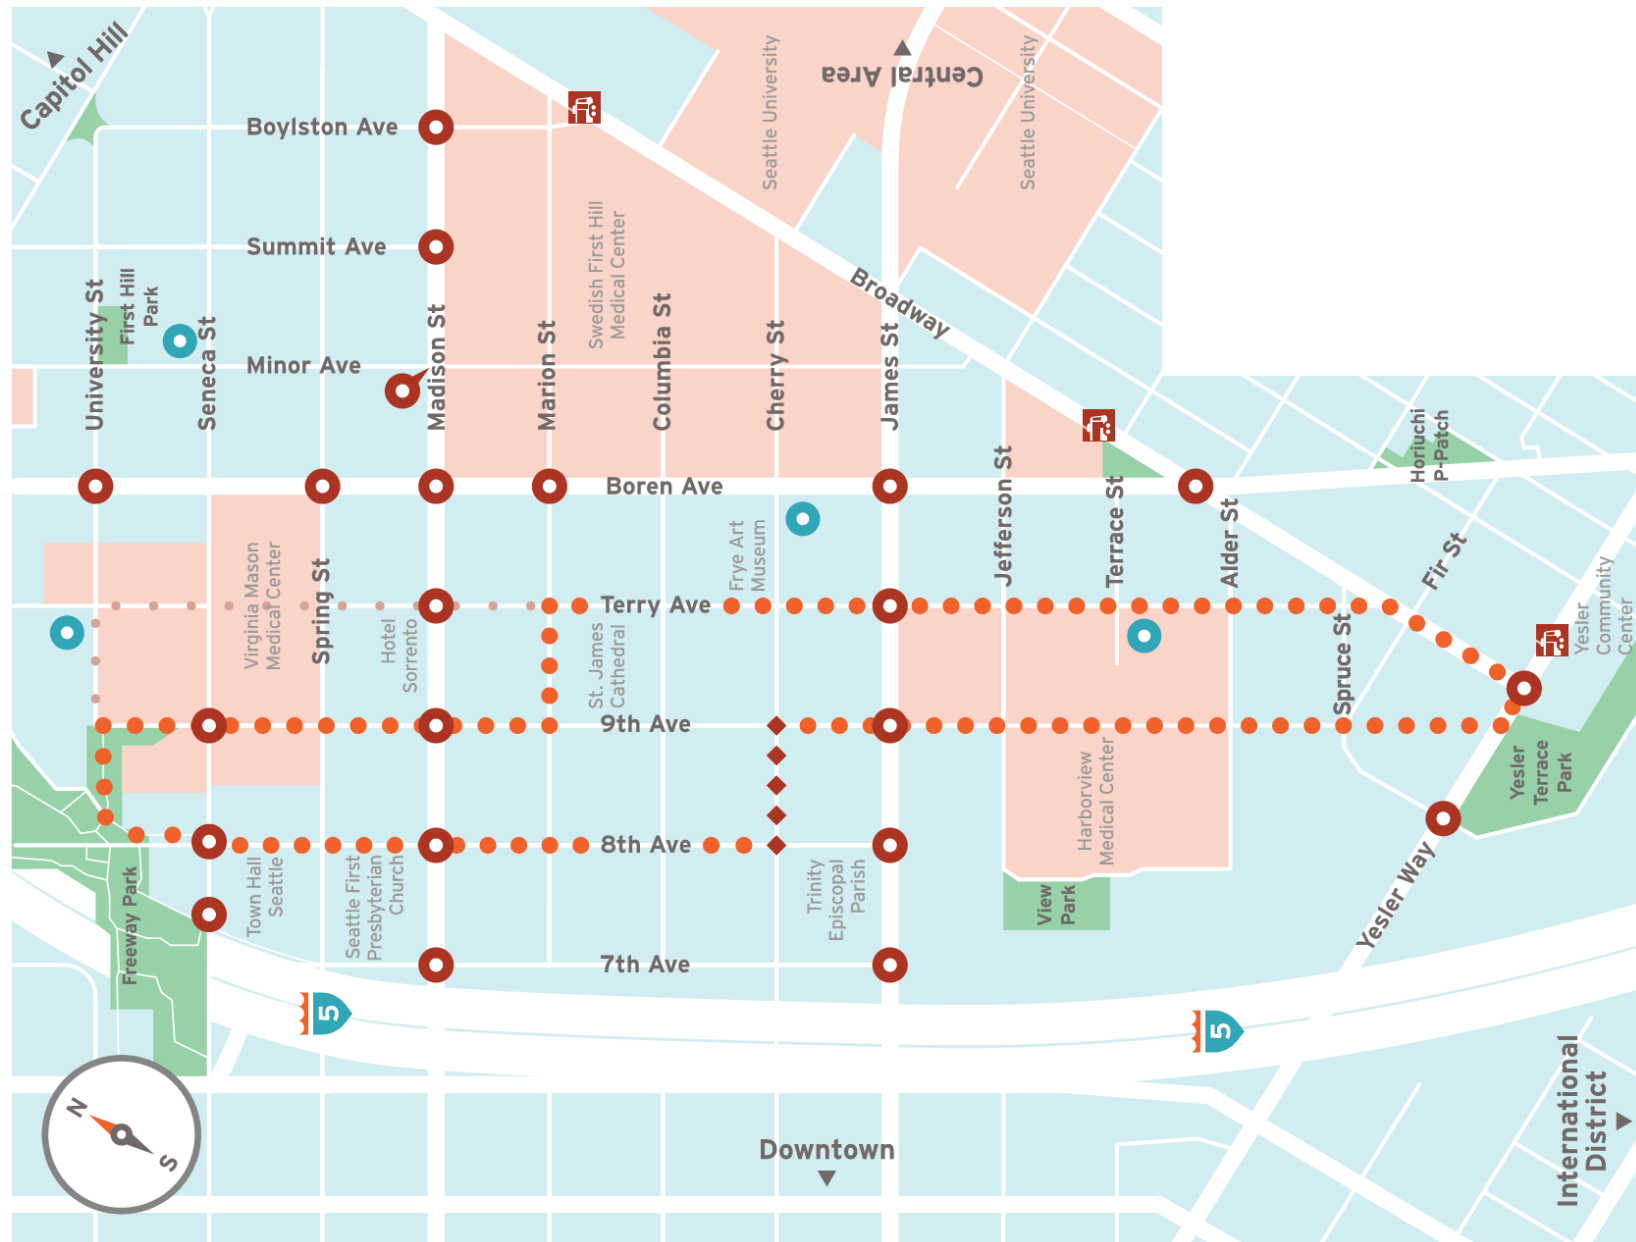 Capitol Hill
Central Area
Seattle University
Seattle University
Boylston Ave
Summit Ave
Minor Ave
Swedish First Hill
Medical Center
Broadway
First Hill
Park
University St
Seneca St
Madison St
Marion St
Columbia St
Cherry St
James St
Boren Ave
Jefferson St
Terrace St
Alder St
Horiuchi
P-Patch
Fir St
Virginia Mason
Medical Center
Spring St
Hotel
Sorrento
Frye Art
Museum
Terry Ave
St. James
Cathedral
9th Ave
Spruce St
Yesler
Community
Center
Yesler
Terrace
Park
Harborview
Medical Center
8th Ave
Freeway Park
Town Hall
Seattle
Seattle First
Presbyterian
Church
Trinity
Episcopal
Parish
View
Park
Yesler Way
7th Ave
5
5
N
S
Downtown
International
District